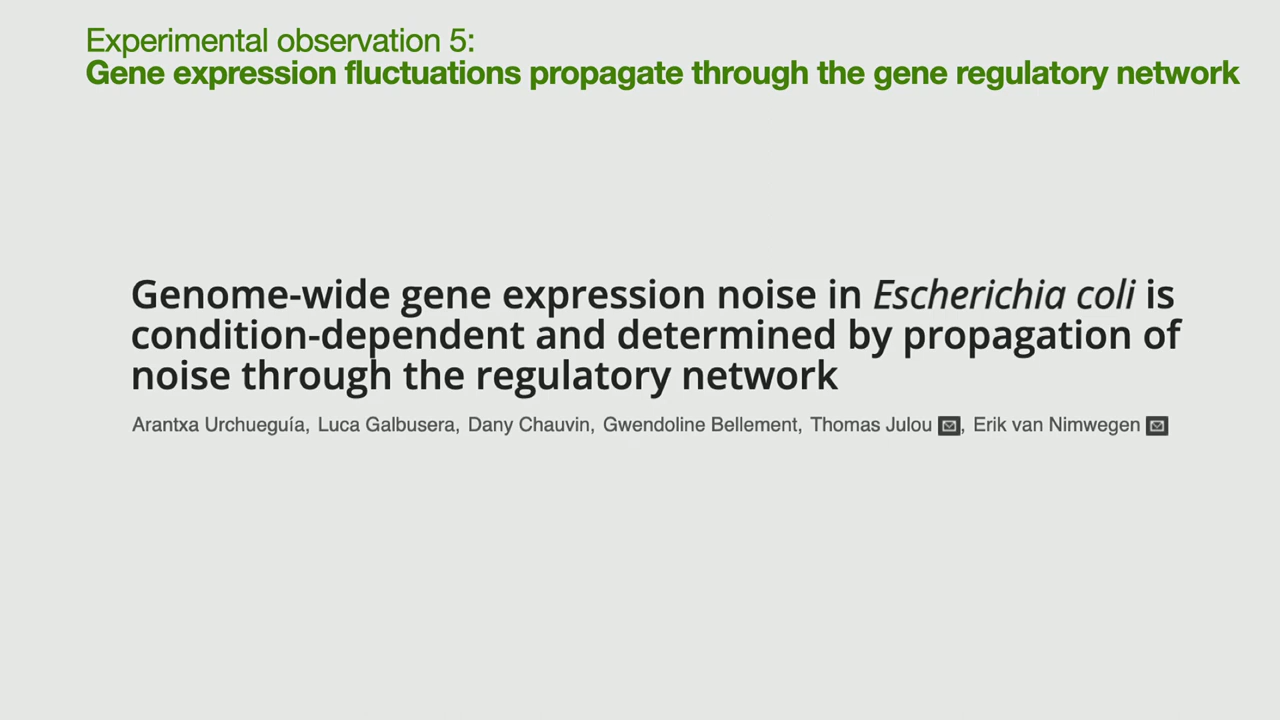 Experimental observation 5:
Gene expression fluctuations propagate through the gene regulatory network
Genome-wide gene expression noise in Escherichia coli is
condition-dependent and determined by propagation of
noise through the regulatory network
Arantxa Urchueguía, Luca Galbusera, Dany Chauvin, Gwendoline Bellement, Thomas Julou, Erik van Nimwegen